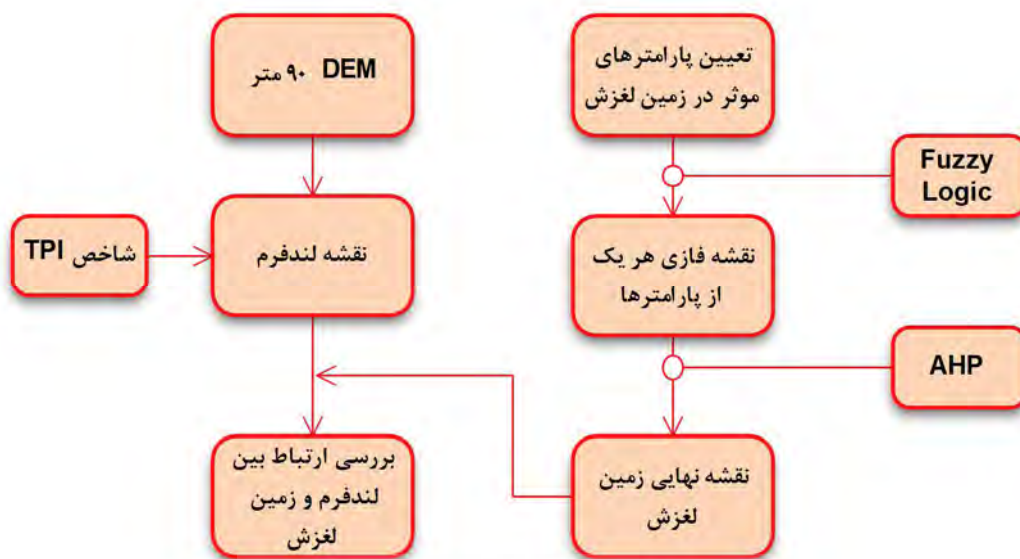 تعیین پارامترهای
موثر در زمین لغزش
DEM ۹۰ متر
Fuzzy
Logic
نقشه فازی هر یک
از پارامترها
نقشه لندفرم
شاخص TPI
AHP
نقشه نهایی زمین
لغزش
بررسی ارتباط بین
لندفرم و زمین
لغزش